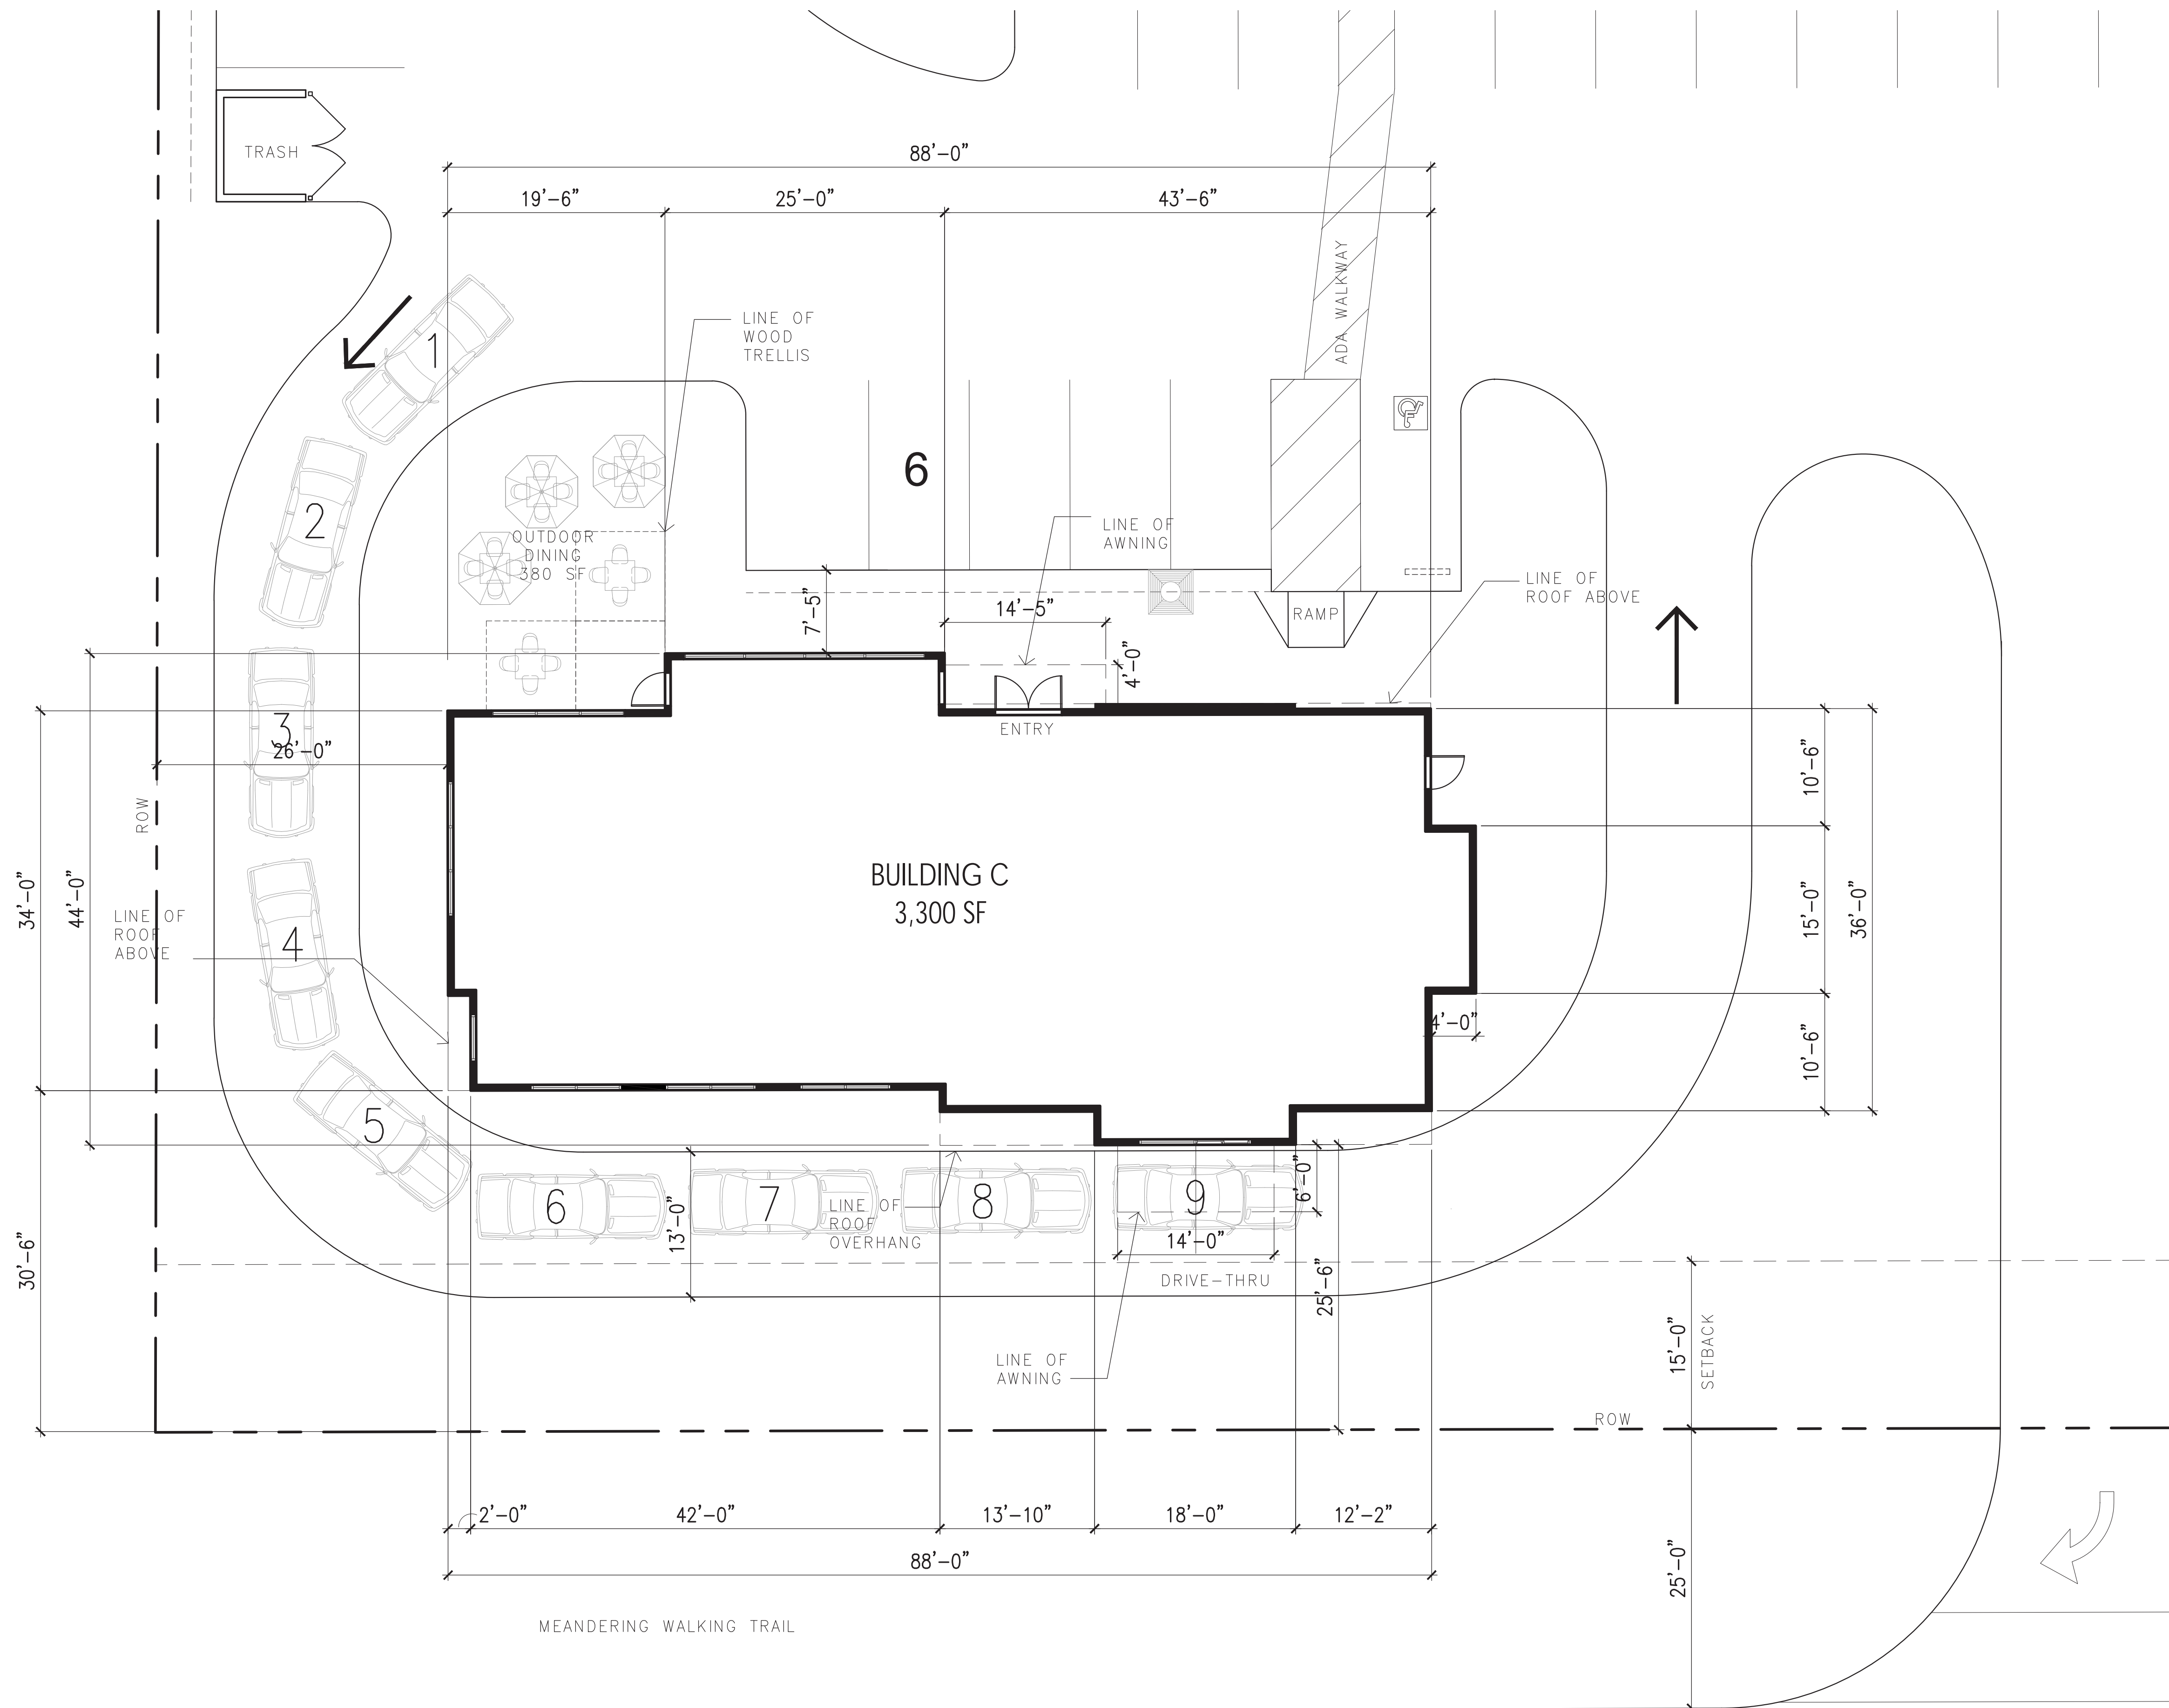 TRASH
88'-0"
19'-6"
25'-0"
43'-6"
ADA WALKWAY
LINE OF
WOOD
TRELLIS
1
2
6
OUTDOOR
DINING
380 SF
LINE OF
AWNING
LINE OF
ROOF ABOVE
7'-5"
14'-5"
RAMP
4'-0"
ENTRY
3
26'-0"
ROW
10'-6"
BUILDING C
3,300 SF
34'-0"
44'-0"
LINE OF
ROOF
ABOVE
4
15'-0"
36'-0"
4'-0"
10'-6"
5
6
7
8
9
LINE OF
ROOF
OVERHANG
13'-0"
6'-0"
14'-0"
30'-6"
DRIVE-THRU
25'-6"
LINE OF
AWNING
15'-0"
SETBACK
ROW
2'-0"
42'-0"
13'-10"
18'-0"
12'-2"
88'-0"
25'-0"
MEANDERING WALKING TRAIL